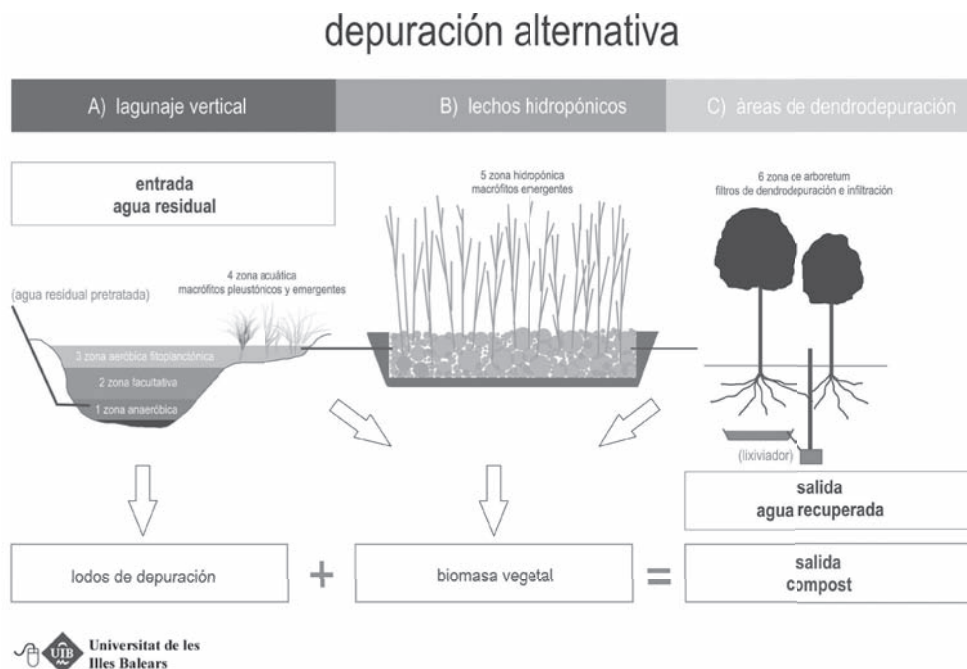 depuración alternativa
A) lagunaje vertical
B) lechos hidropónicos
C) áreas de dendrodepuración
entrada
agua residual
5 zona hidropónica
macrófitos emergentes
6 zona ce arboretum
filtros de dendrodepuración e infiltración
4 zona acuática
macrófitos pleustónicos y emergentes
(agua residual pretratada)
3 zona aeróbica fitoplanctónica
2 zona facultativa
1 zona anaeróbica
(lixiviador)
salida
agua recuperada
lodos de depuración
+
biomasa vegetal
=
salida
compost
UIB
Universitat de les
Illes Balears